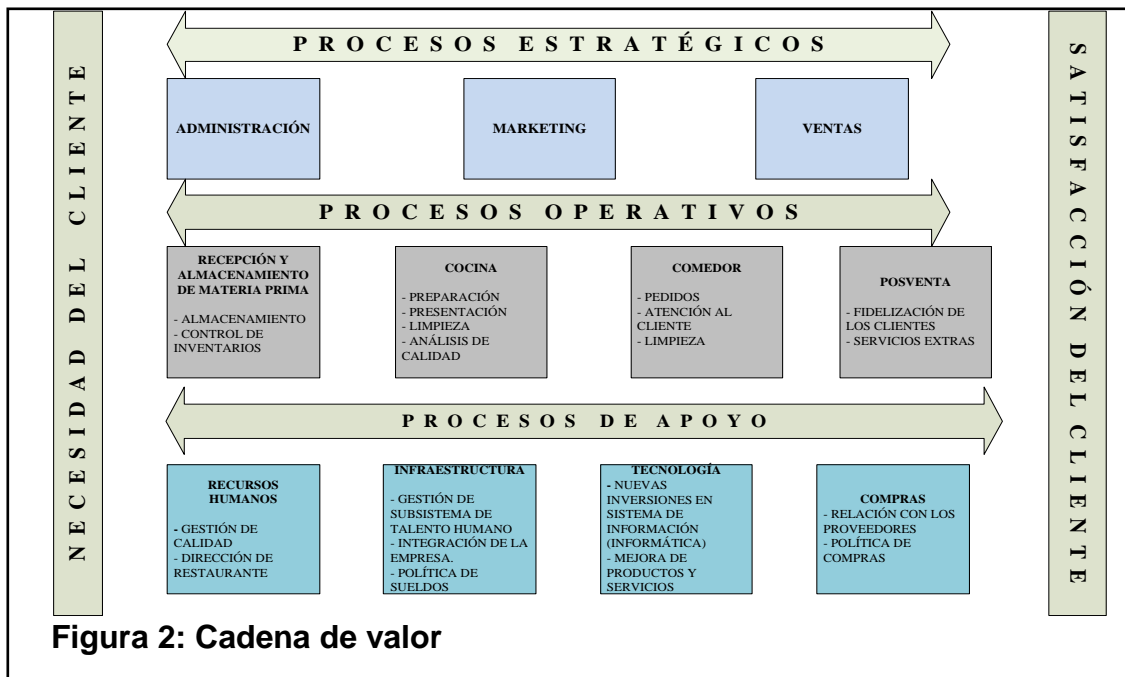 NECESIDAD DEL CLIENTE
PROCESOS ESTRATÉGICOS
ADMINISTRACIÓN
MARKETING
VENTAS
PROCESOS OPERATIVOS
RECEPCIÓN Y
ALMACENAMIENTO
DE MATERIA PRIMA
- ALMACENAMIENTO
- CONTROL DE
INVENTARIOS
COCINA
- PREPARACIÓN
- PRESENTACIÓN
- LIMPIEZA
- ANÁLISIS DE
CALIDAD
COMEDOR
- PEDIDOS
- ATENCIÓN AL
CLIENTE
- LIMPIEZA
POSVENTA
- FIDELIZACIÓN DE
LOS CLIENTES
- SERVICIOS EXTRAS
PROCESOS DE APOYO
RECURSOS
HUMANOS
- GESTIÓN DE
CALIDAD
- DIRECCIÓN DE
RESTAURANTE
INFRAESTRUCTURA
- GESTIÓN DE
SUBSISTEMA DE
TALENTO HUMANO
- INTEGRACIÓN DE LA
EMPRESA.
- POLÍTICA DE
SUELDOS
TECNOLOGÍA
- NUEVAS
INVERSIONES EN
SISTEMA DE
INFORMACIÓN
(INFORMÁTICA)
- MEJORA DE
PRODUCTOS Y
SERVICIOS
COMPRAS
- RELACIÓN CON LOS
PROVEEDORES
- POLÍTICA DE
COMPRAS
SATISFACCIÓN DEL CLIENTE
Figura 2: Cadena de valor